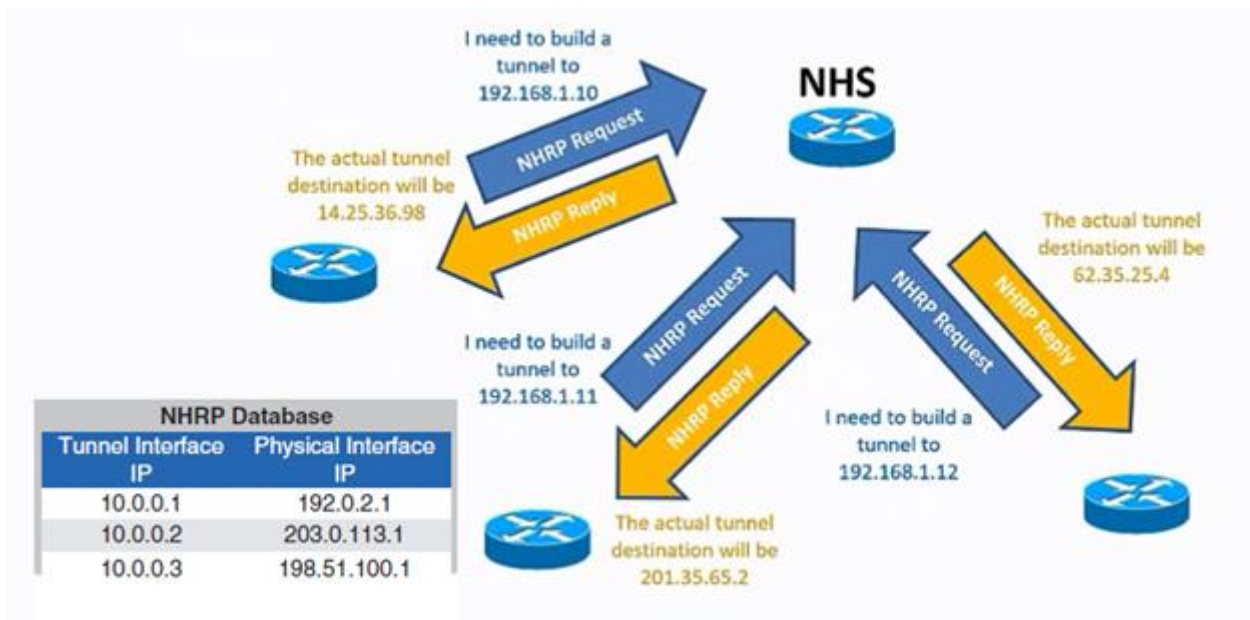 I need to build a
tunnel to
192.168.1.10
NHS
NHRP Request
The actual tunnel
destination will be
14.25.36.98
NHRP Reply
The actual tunnel
destination will be
62.35.25.4
NHRP Request
NHRP Request
NHRP Reply
I need to build a
tunnel to
192.168.1.11
NHRP Reply
I need to build a
tunnel to
192.168.1.12
The actual tunnel
destination will be
201.35.65.2
NHRP Database
Tunnel Interface IP Physical Interface IP
10.0.0.1 192.0.2.1
10.0.0.2 203.0.113.1
10.0.0.3 198.51.100.1